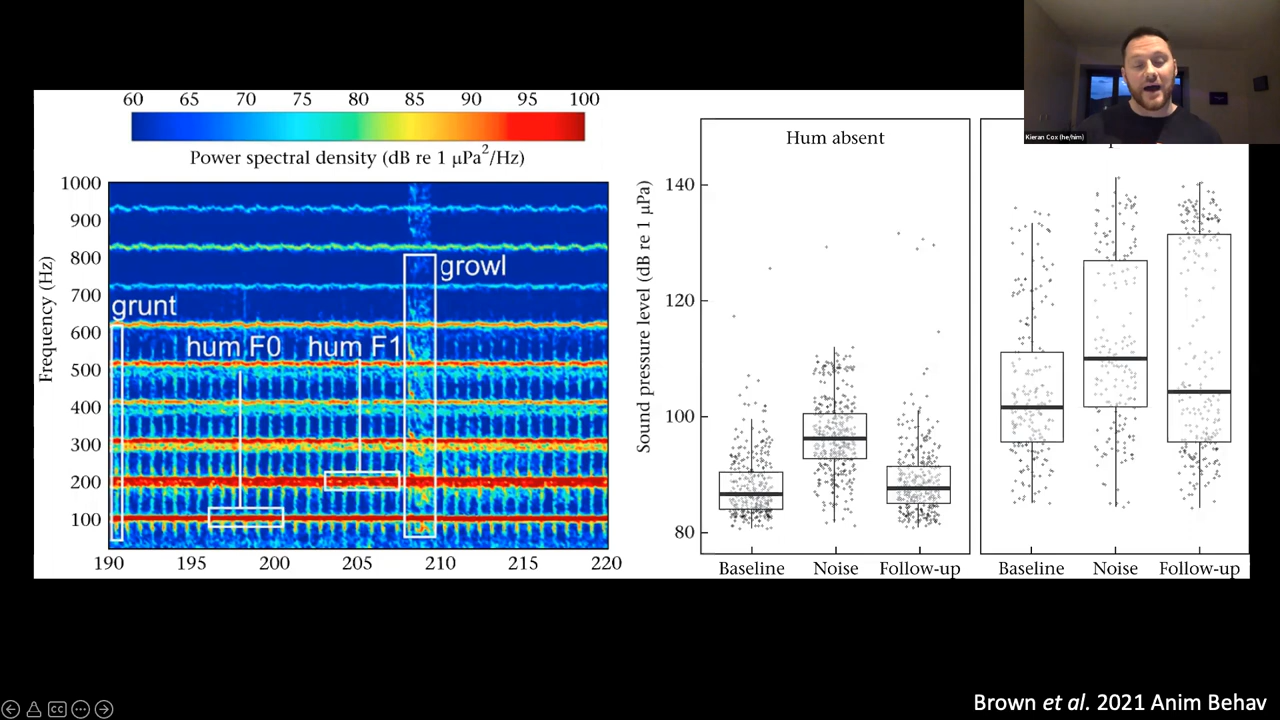 60 65 70 75 80 85 90 95 100
Power spectral density (dB re 1 μPa²/Hz)
1000
900
800
700
600
500
400
300
200
100
Frequency (Hz)
grunt
hum F0
hum F1
growl
190 195 200 205 210 215 220
Sound pressure level (dB re 1 μPa)
140
120
100
80
Hum absent
Baseline Noise Follow-up
Baseline Noise Follow-up
Kieran Cox (he/him)
CC
Brown et al. 2021 Anim Behav